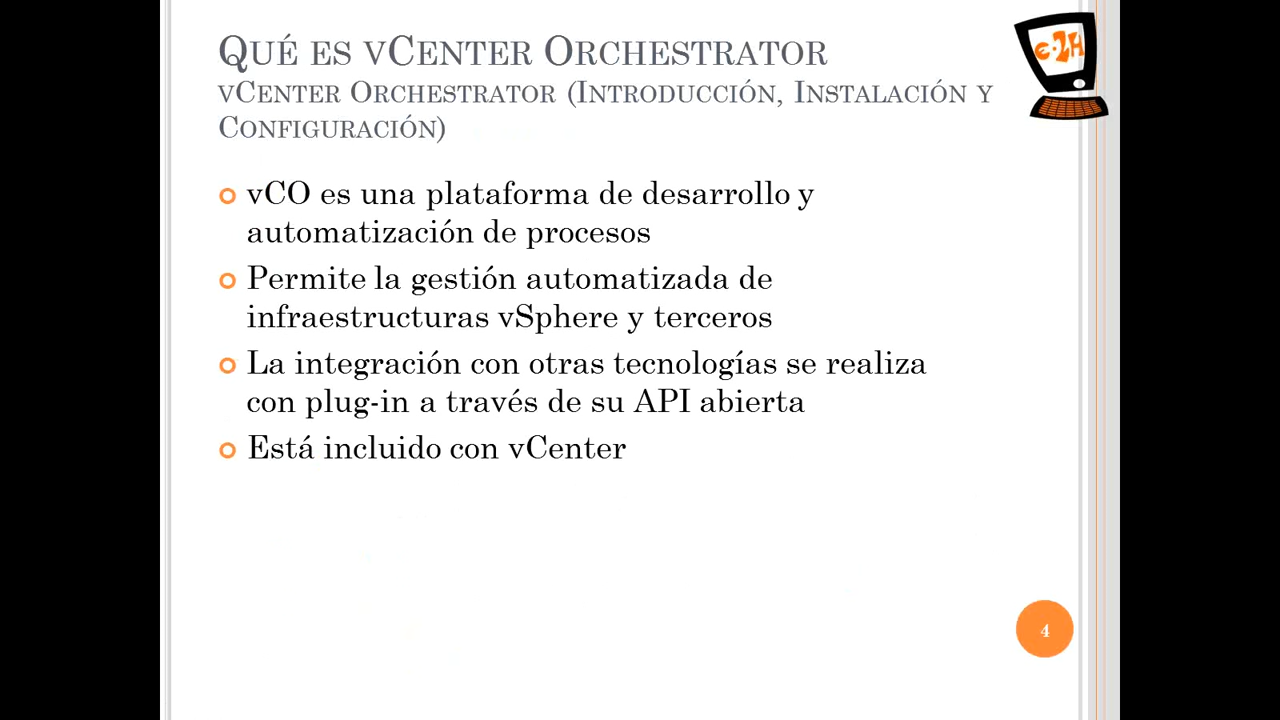 Qué es vCenter Orchestrator
vCenter Orchestrator (Introducción, Instalación y
Configuración)
e-2H
vCO es una plataforma de desarrollo y
automatización de procesos
Permite la gestión automatizada de
infraestructuras vSphere y terceros
La integración con otras tecnologías se realiza
con plug-in a través de su API abierta
Está incluido con vCenter
4